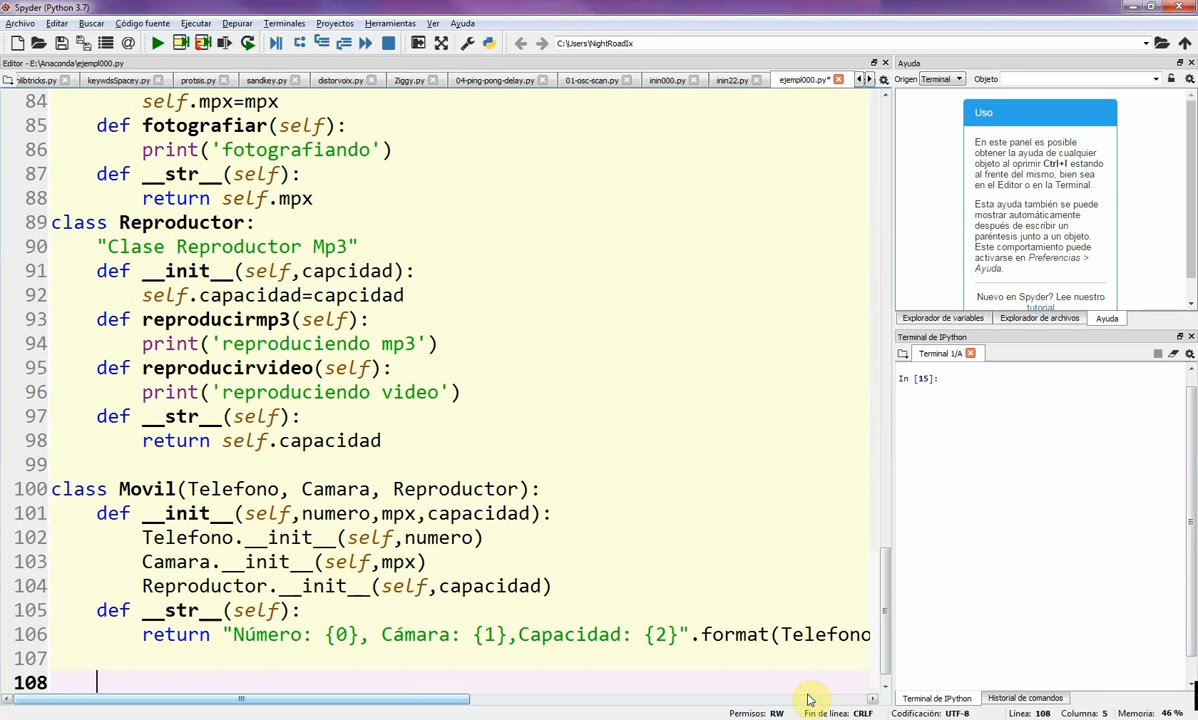 Spyder (Python 3.7)
Archivo Editar Buscar Código fuente Ejecutar Depurar Terminales Proyectos Herramientas Ver Ayuda
C:\Users\NightRoadIx
Editor - E:\Anaconda\ejempl000.py
Ayuda
keywdsSpacey.py protsis.py sandkey.py distorvoix.py Ziggy.py 04-ping-pong-delay.py 01-osc-scan.py inin000.py inin22.py ejempl000.py*
Origen Terminal Objeto
84 self.mpx=mpx
85 def fotografiar(self):
86 print('fotografiando')
87 def __str__(self):
88 return self.mpx
89 class Reproductor:
90 "Clase Reproductor Mp3"
91 def __init__(self,capcidad):
92 self.capacidad=capcidad
93 def reproducirmp3(self):
94 print('reproduciendo mp3')
95 def reproducirvideo(self):
96 print('reproduciendo video')
97 def __str__(self):
98 return self.capacidad
99
100 class Movil(Telefono, Camara, Reproductor):
101 def __init__(self,numero,mpx,capacidad):
102 Telefono.__init__(self,numero)
103 Camara.__init__(self,mpx)
104 Reproductor.__init__(self,capacidad)
105 def __str__(self):
106 return "Número: {0}, Cámara: {1},Capacidad: {2}".format(Telefono
107
108
Uso
En este panel es posible
obtener la ayuda de cualquier
objeto al oprimir Ctrl+I estando
al frente del mismo, bien sea
en el Editor o en la Terminal.
Esta ayuda también se puede
mostrar automáticamente
después de escribir un
paréntesis junto a un objeto.
Este comportamiento puede
activarse en Preferencias >
Ayuda.
Nuevo en Spyder? Lee nuestro
tutorial
Explorador de variables Explorador de archivos Ayuda
Terminal de IPython
Terminal 1/A
In [15]:
Terminal de IPython Historial de comandos
Permisos: RW Fin de línea: CRLF Codificación: UTF-8 Línea: 108 Columna: 5 Memoria: 46 %